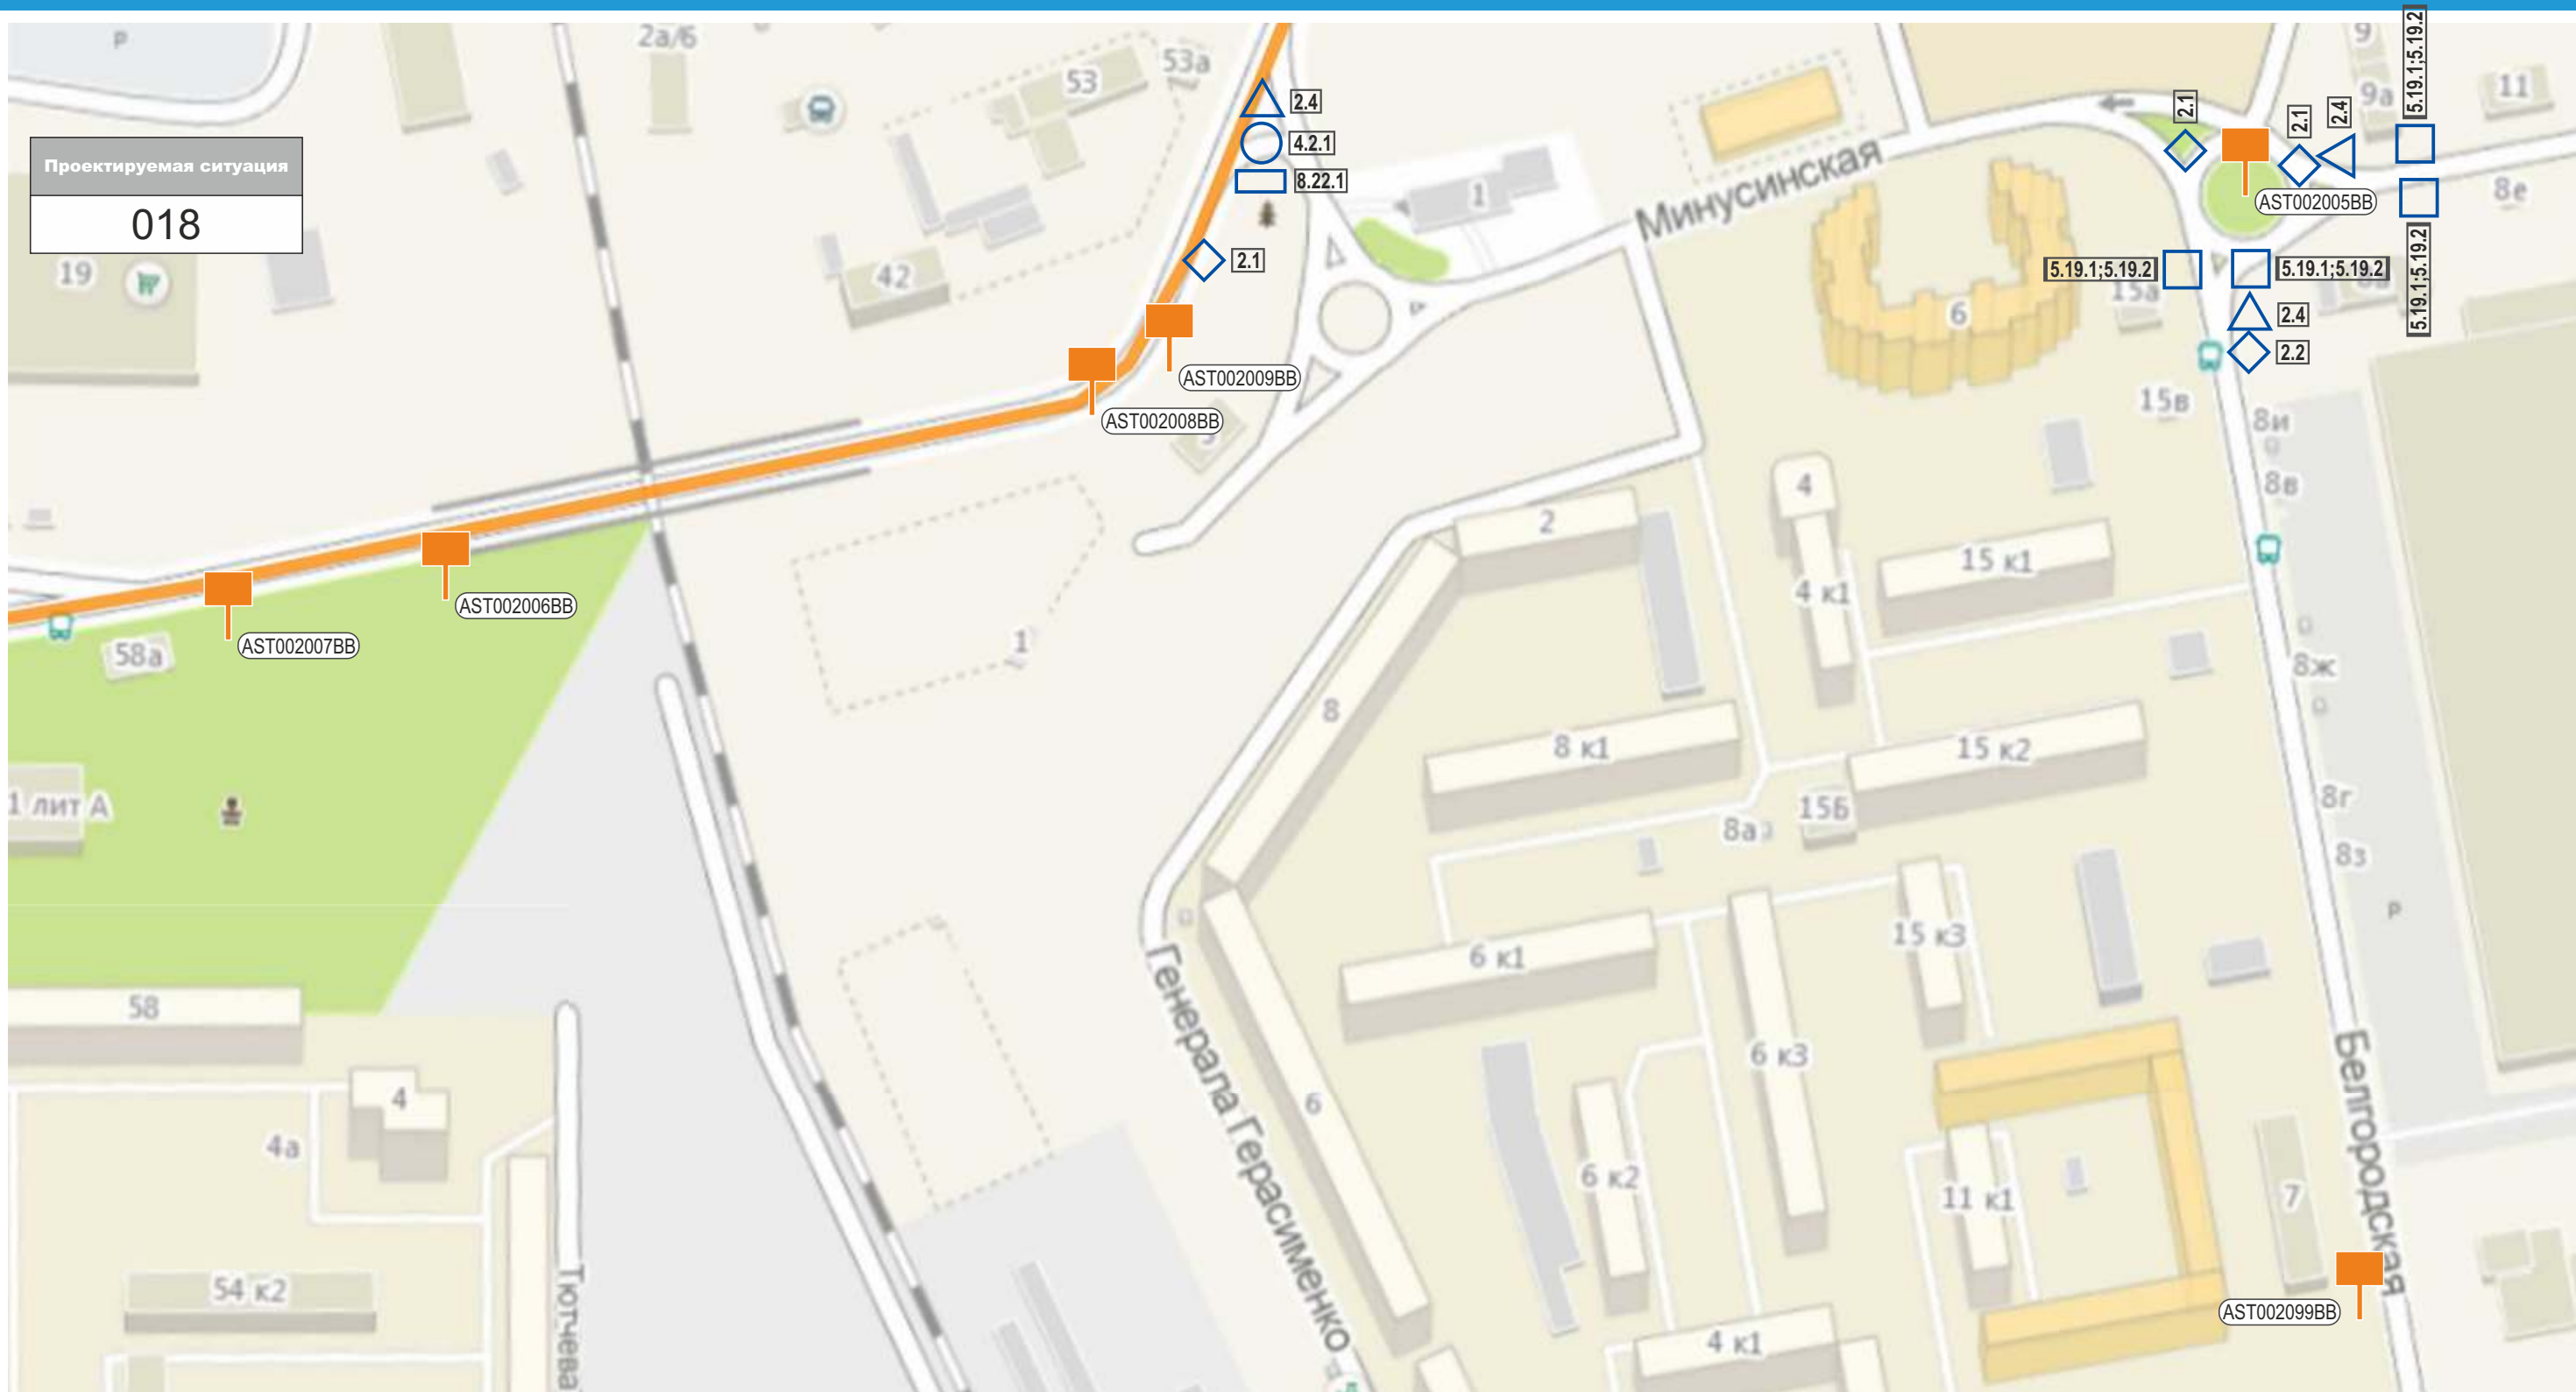 Проектируемая ситуация
018
P
2а/6
53
53а
2.4
4.2.1
8.22.1
2.1
42
19
1
Минусинская
6
2.1
2.1
2.4
9
9а
11
8е
5.19.1;5.19.2
5.19.1;5.19.2
AST002005BB
5.19.1;5.19.2
5.19.1;5.19.2
15а
2.4
2.2
AST002009BB
AST002008BB
AST002006BB
AST002007BB
58а
1 лит А
58
4
4а
54 к2
Тютчева
1
2
8
8 к1
4
4 к1
15 к1
15 к2
15Б
8а
15в
8и
8в
8ж
8г
8з
P
6 к1
6
6 к2
6 к3
15 к3
11 к1
4 к1
7
Генерала Герасименко
Белгородская
AST002099BB